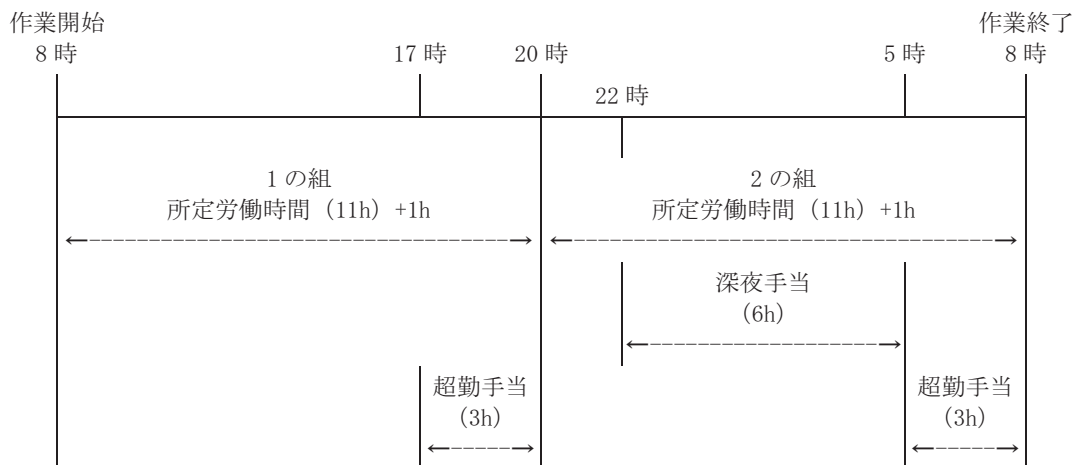 作業開始 作業終了
8 時 17 時 20 時 5 時 8 時
22 時
1 の組 2 の組
所定労働時間（11h）+1h 所定労働時間（11h）+1h
深夜手当
（6h）
超勤手当 超勤手当
（3h） （3h）